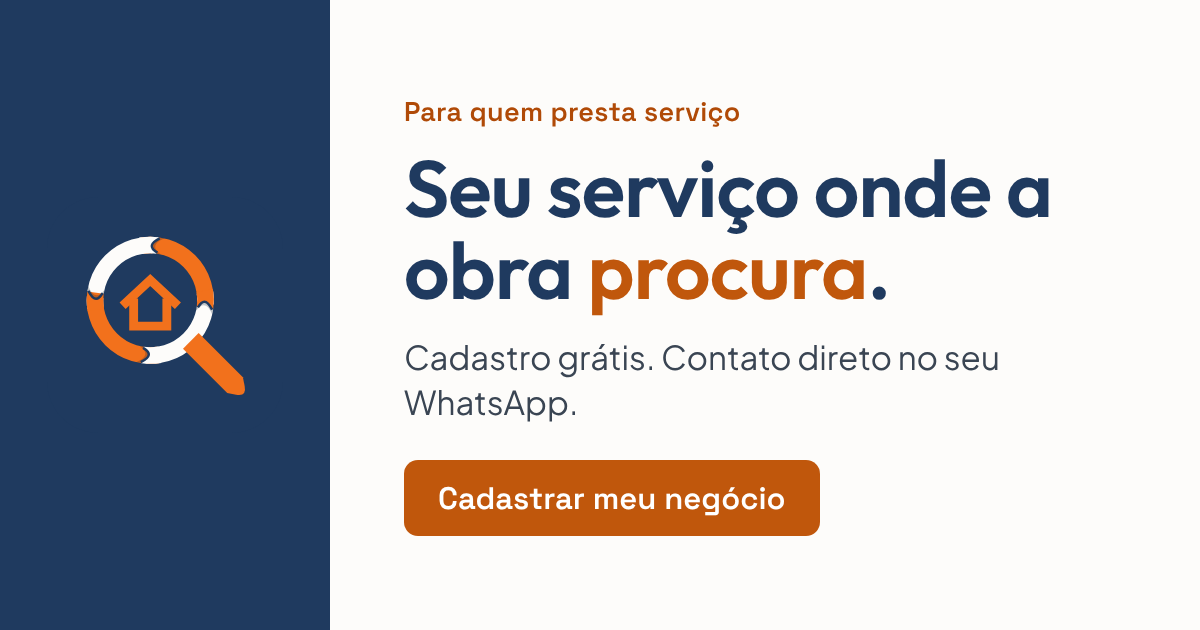 Para quem presta serviço
Seu serviço onde a
obra procura.
Cadastro grátis. Contato direto no seu
WhatsApp.
Cadastrar meu negócio